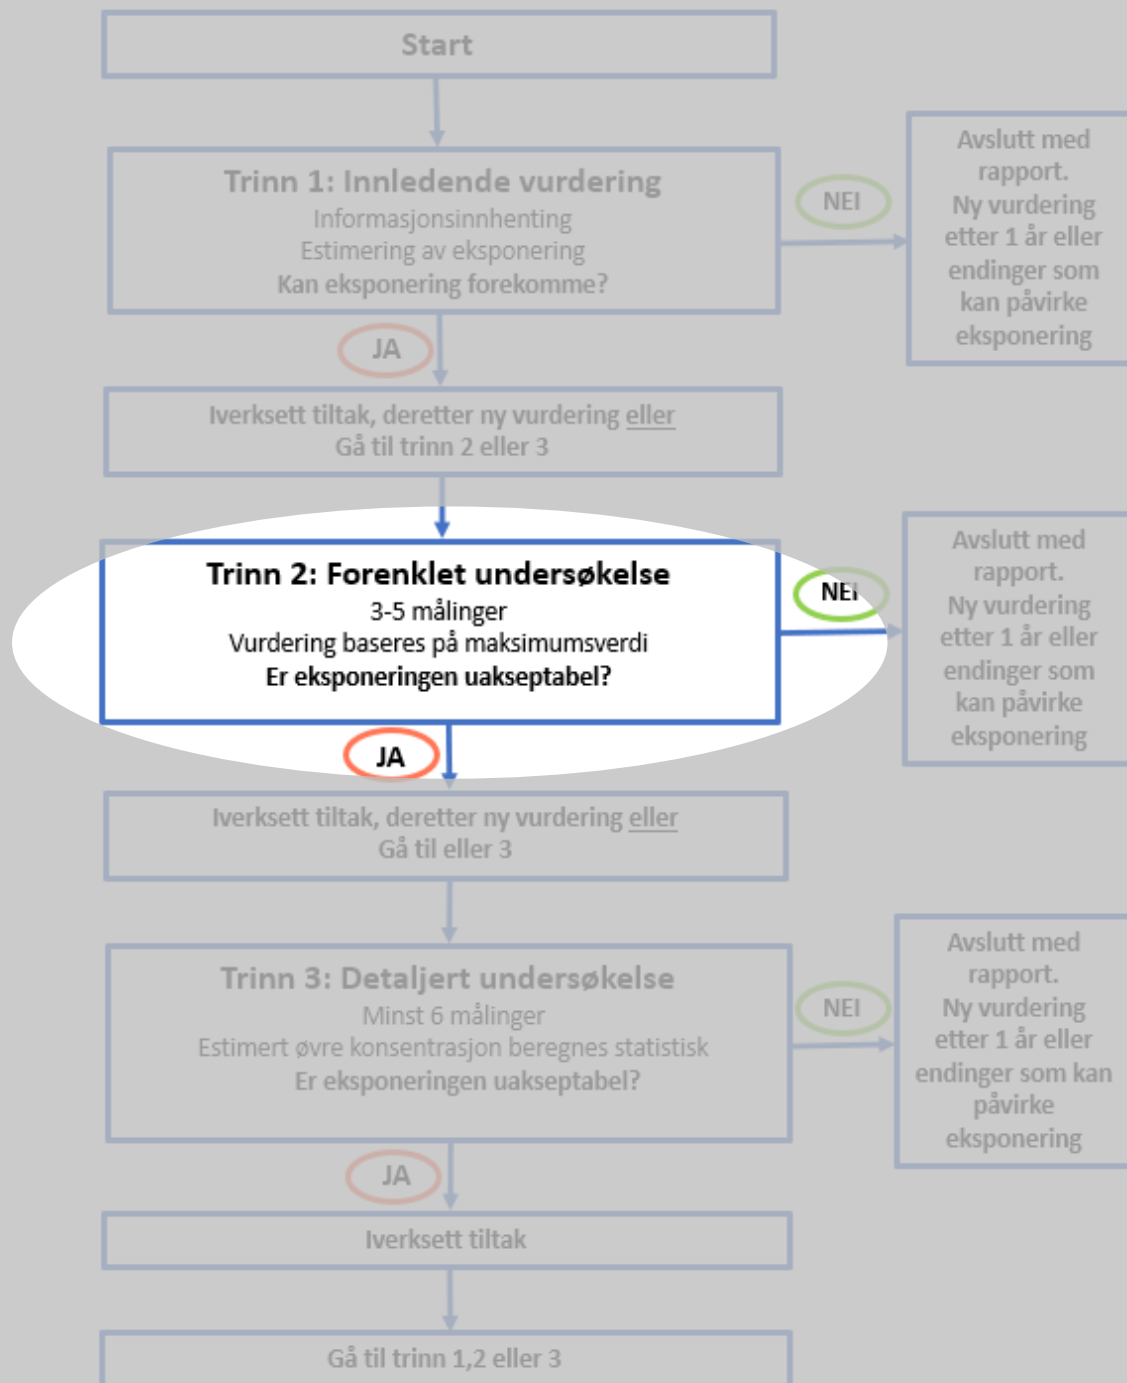 Start
Trinn 1: Innledende vurdering
Informasjonsinnhenting
Estimering av eksponering
Kan eksponering forekomme?
NEI
Avslutt med
rapport.
Ny vurdering
etter 1 år eller
endinger som
kan påvirke
eksponering
JA
Iverksett tiltak, deretter ny vurdering eller
Gå til trinn 2 eller 3
Trinn 2: Forenklet undersøkelse
3-5 målinger
Vurdering baseres på maksimumsverdi
Er eksponeringen uakseptabel?
NEI
Avslutt med
rapport.
Ny vurdering
etter 1 år eller
endinger som
kan påvirke
eksponering
JA
Iverksett tiltak, deretter ny vurdering eller
Gå til eller 3
Trinn 3: Detaljert undersøkelse
Minst 6 målinger
Estimert øvre konsentrasjon beregnes statistisk
Er eksponeringen uakseptabel?
NEI
Avslutt med
rapport.
Ny vurdering
etter 1 år eller
endinger som kan
påvirke
eksponering
JA
Iverksett tiltak
Gå til trinn 1,2 eller 3